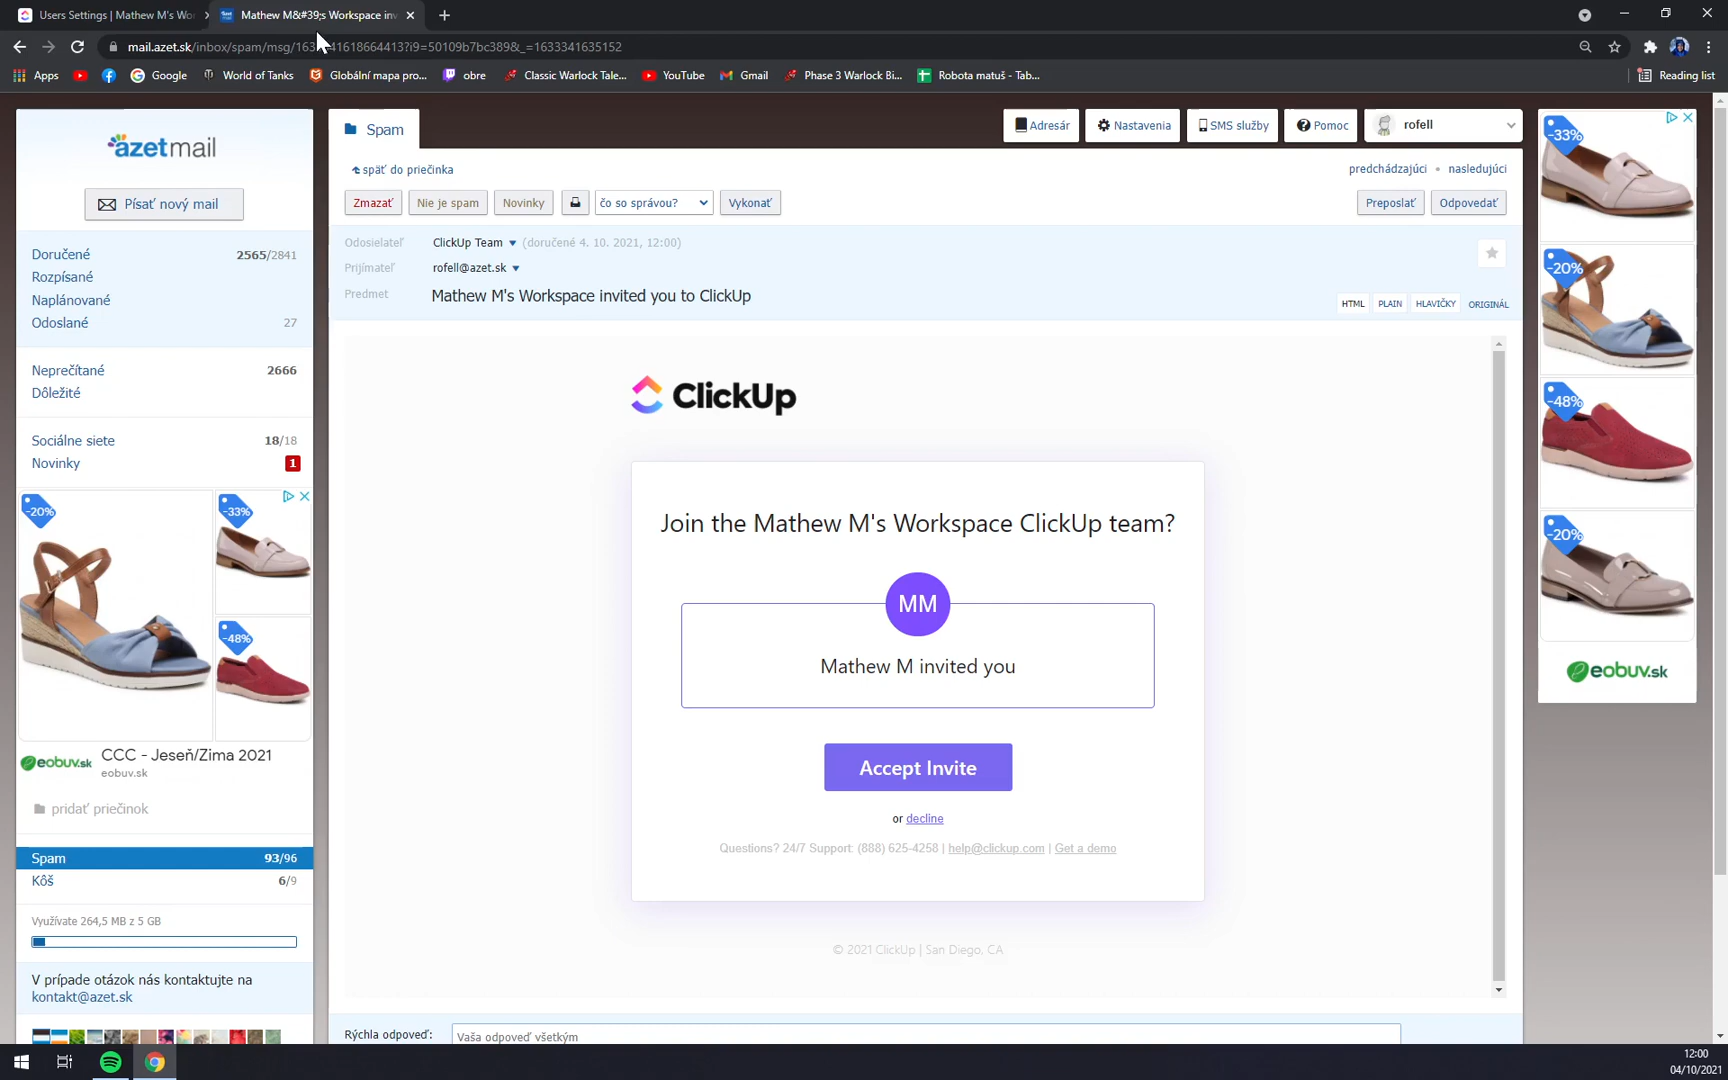 Users Settings | Mathew M's Wor
Mathew M&#39;s Workspace inv
mail.azet.sk/inbox/spam/msg/163
41618664413?i9=50109b7bc389&_=1633341635152
Apps
Google
World of Tanks
Globální mapa pro...
obre
Classic Warlock Tale...
YouTube
Gmail
Phase 3 Warlock Bi...
Robota matuš - Tab...
Reading list
azetmail
Písať nový mail
Doručené 2565/2841
Rozpísané
Naplánované
Odoslané 27
Neprečítané 2666
Dôležité
Sociálne siete 18/18
Novinky 1
-20%
-33%
-48%
eobuv.sk
CCC - Jeseň/Zima 2021
eobuv.sk
pridať priečinok
Spam 93/96
Kôš 6/9
Využívate 264,5 MB z 5 GB
V prípade otázok nás kontaktujte na
kontakt@azet.sk
Spam
Adresár
Nastavenia
SMS služby
Pomoc
rofell
späť do priečinka
predchádzajúci • nasledujúci
Zmazať
Nie je spam
Novinky
čo so správou?
Vykonať
Preposlať
Odpovedať
Odosielateľ ClickUp Team (doručené 4. 10. 2021, 12:00)
Prijímateľ rofell@azet.sk
Predmet Mathew M's Workspace invited you to ClickUp
HTML PLAIN HLAVIČKY ORIGINÁL
ClickUp
Join the Mathew M's Workspace ClickUp team?
MM
Mathew M invited you
Accept Invite
or decline
Questions? 24/7 Support: (888) 625-4258 | help@clickup.com | Get a demo
© 2021 ClickUp | San Diego, CA
Rýchla odpoveď: Vaša odpoveď všetkým
-33%
-20%
-48%
-20%
eobuv.sk
12:00
04/10/2021